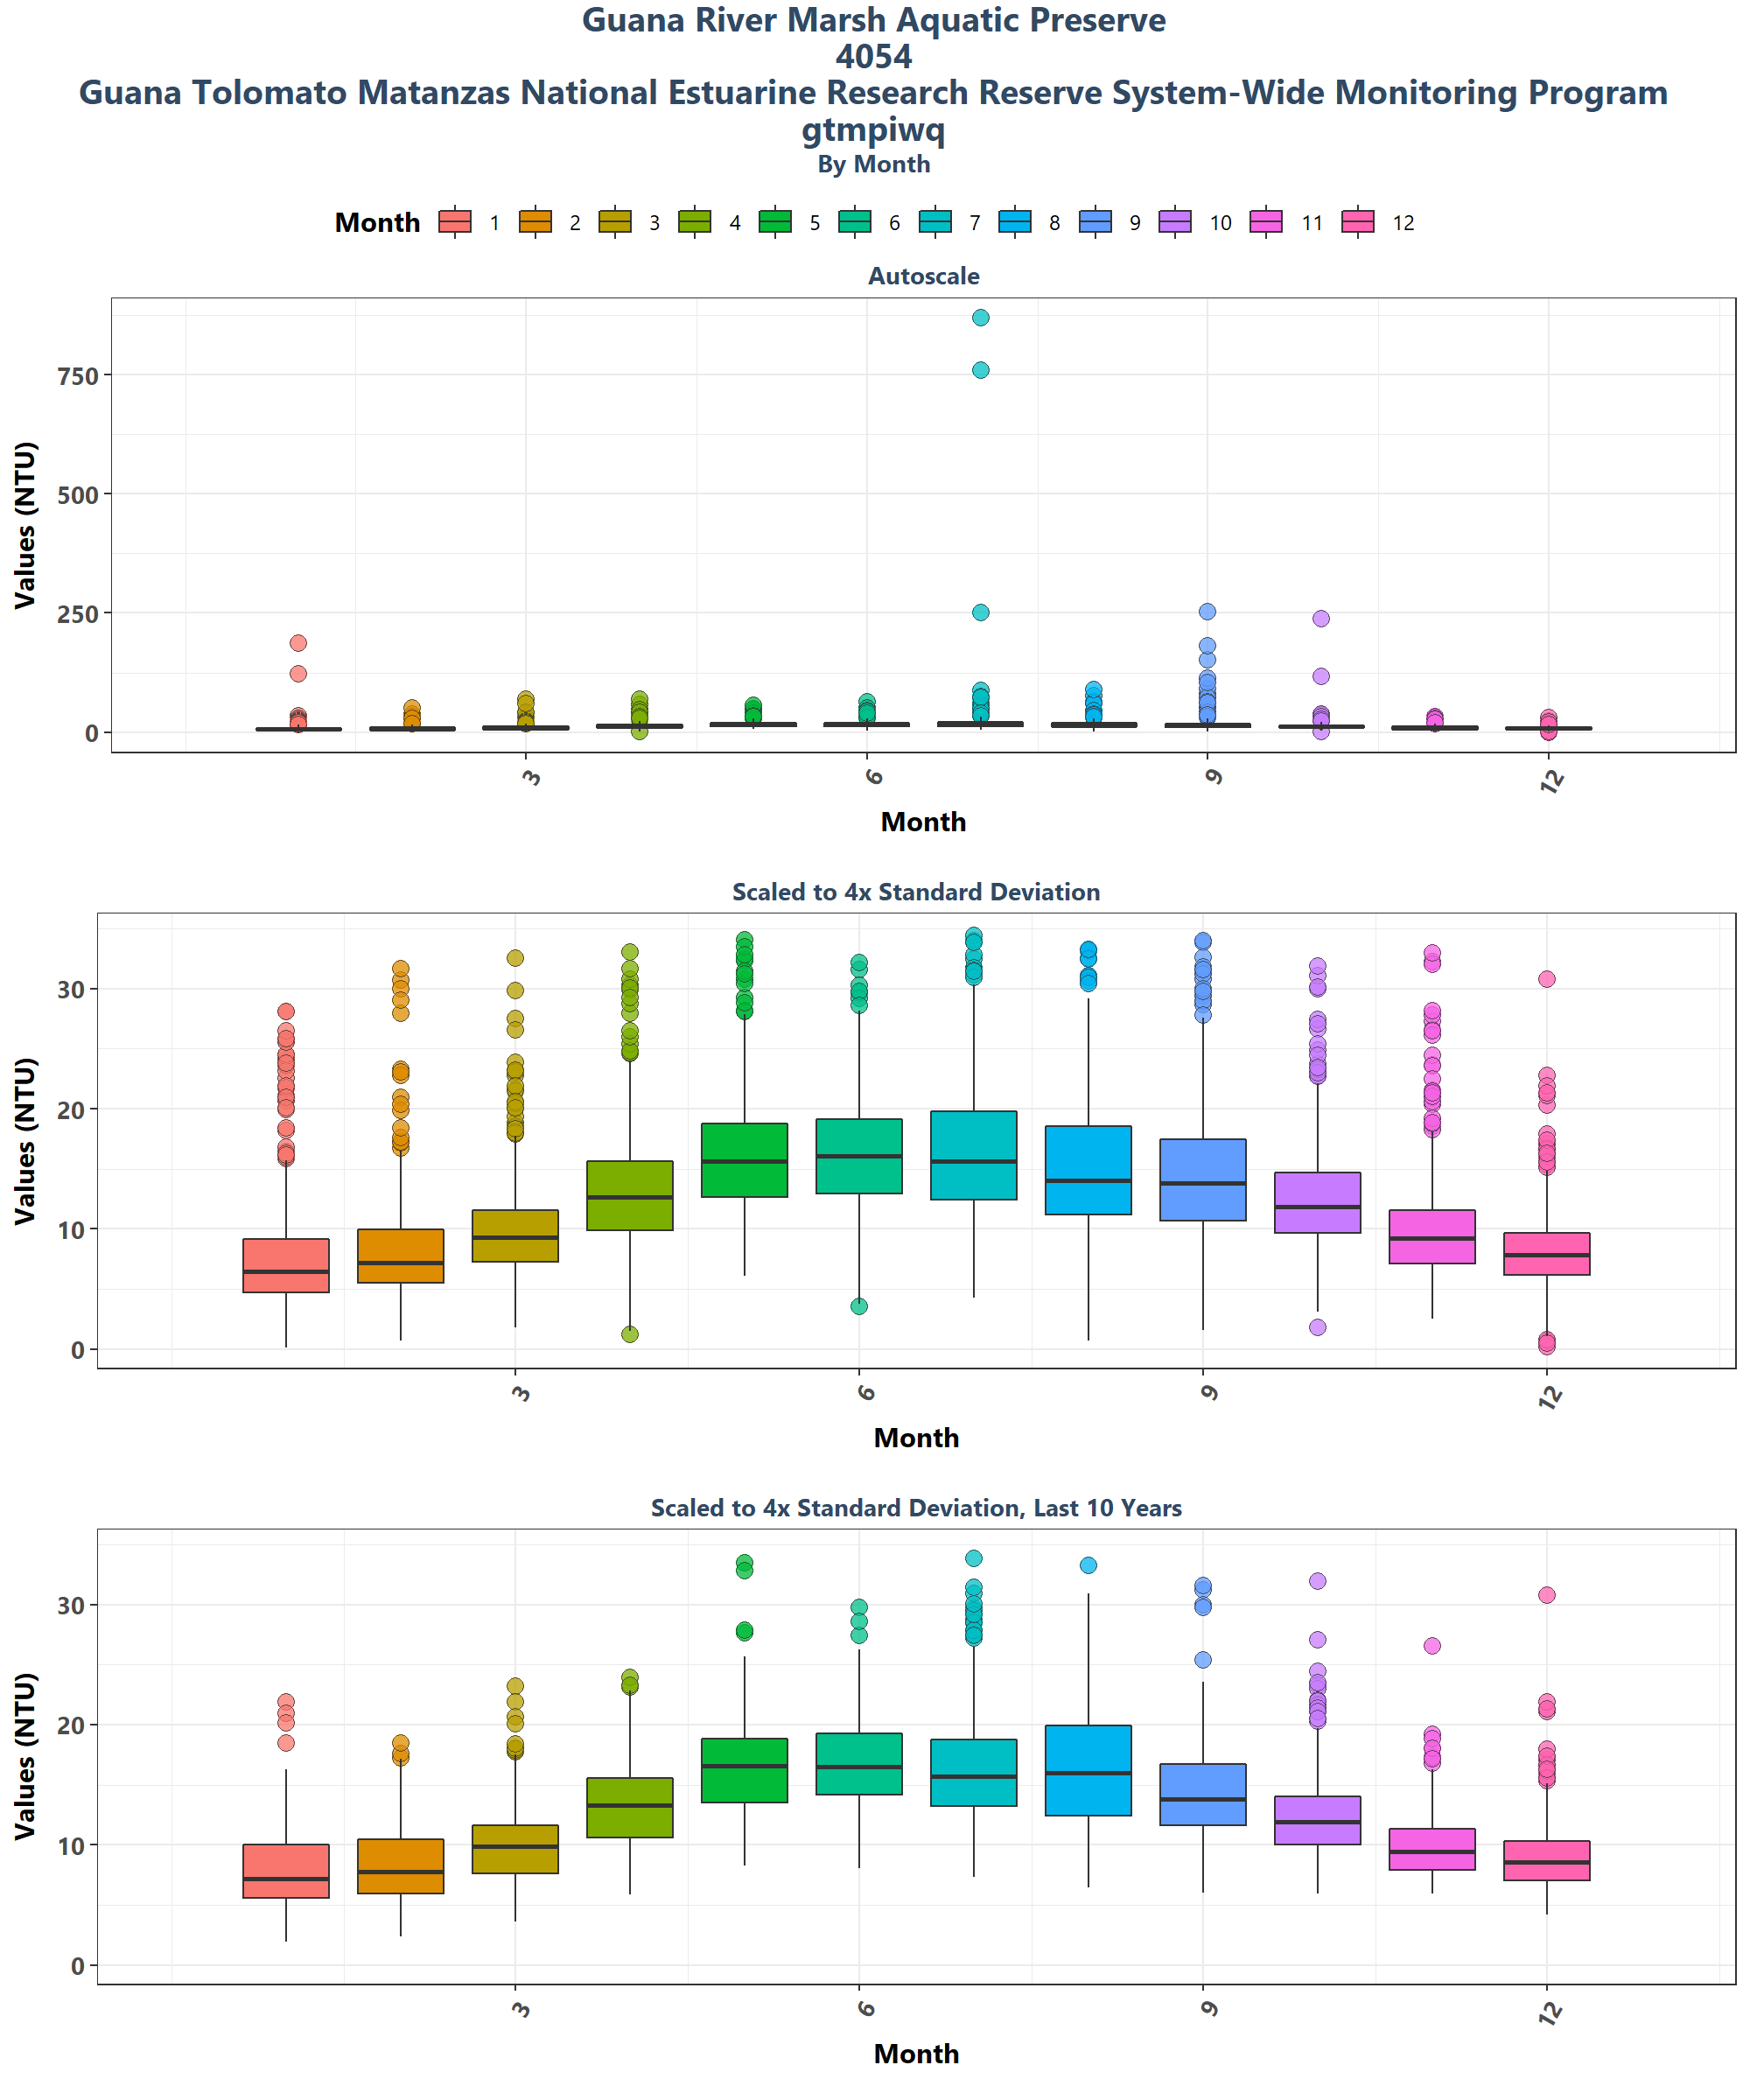 Guana River Marsh Aquatic Preserve
4054
Guana Tolomato Matanzas National Estuarine Research Reserve System-Wide Monitoring Program
gtmpiwq
By Month
Month 1 2 3 4 5 6 7 8 9 10 11 12
Autoscale
Values (NTU)
750
500
250
0
3 6 9 12
Month
Scaled to 4x Standard Deviation
Values (NTU)
30
20
10
0
3 6 9 12
Month
Scaled to 4x Standard Deviation, Last 10 Years
Values (NTU)
30
20
10
0
3 6 9 12
Month